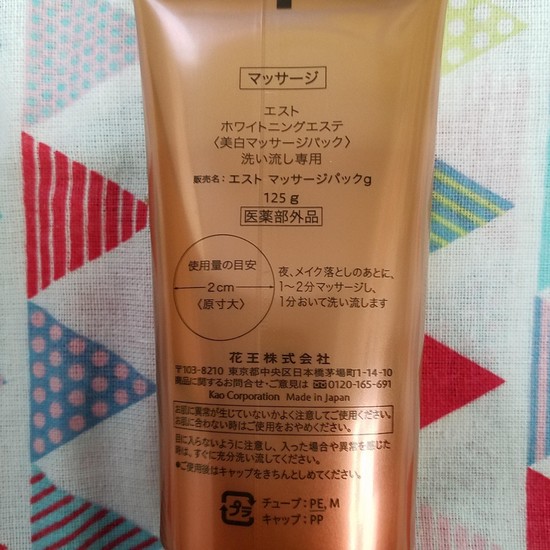 マッサージ
エスト
ホワイトニングエステ
〈美白マッサージパック〉
洗い流し専用
販売名：エスト マッサージパックg
125g
医薬部外品
使用量の目安
2cm
〈原寸大〉
夜、メイク落としのあとに、
1〜2分マッサージし、
1分おいて洗い流します
花王株式会社
〒103-8210 東京都中央区日本橋茅場町1-14-10
商品に関するお問合せ・ご意見は 0120-165-691
Kao Corporation Made in Japan
お肌に異常が生じていないかよく注意してご使用ください。
お肌に合わない時はご使用をおやめください。
目に入らないように注意し、入った場合や異常を感じた
時は、すぐに充分洗い流してください。
●ご使用後はキャップをきちんとしめてください。
プラ
チューブ：PE, M
キャップ：PP